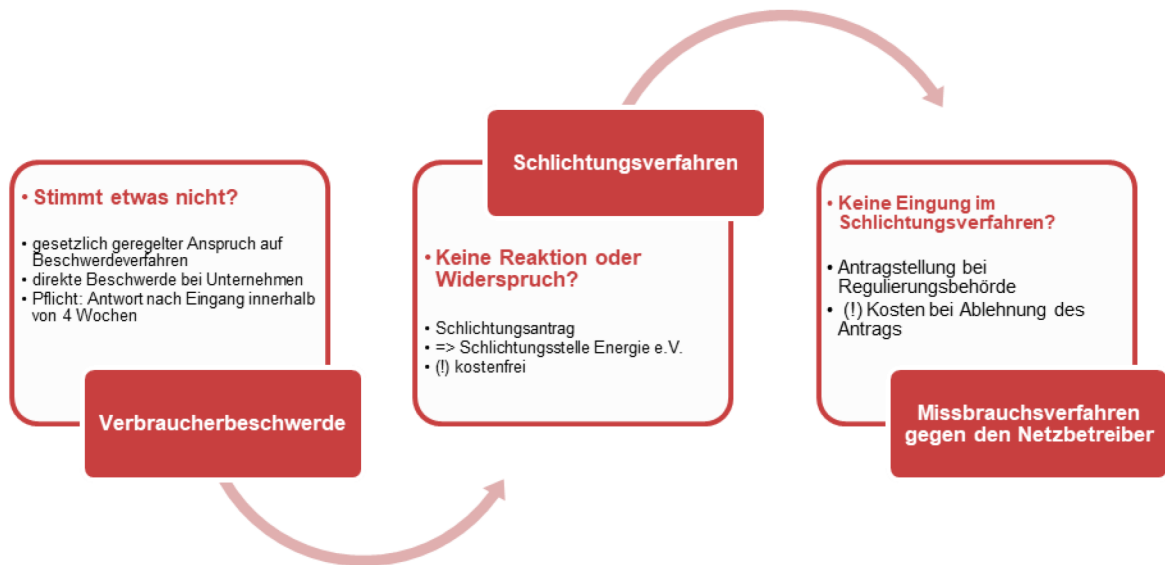 • Stimmt etwas nicht?
• gesetzlich geregelter Anspruch auf
Beschwerdeverfahren
• direkte Beschwerde bei Unternehmen
• Pflicht: Antwort nach Eingang innerhalb
von 4 Wochen
Verbraucherbeschwerde
Schlichtungsverfahren
• Keine Reaktion oder
Widerspruch?
• Schlichtungsantrag
• => Schlichtungsstelle Energie e.V.
• (!) kostenfrei
• Keine Eingung im
Schlichtungsverfahren?
• Antragstellung bei
Regulierungsbehörde
• (!) Kosten bei Ablehnung des
Antrags
Missbrauchsverfahren
gegen den Netzbetreiber